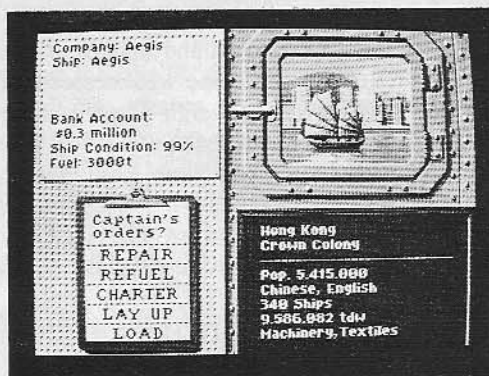 Company: Aegis
Ship: Aegis
Bank Account:
$0.3 million
Ship Condition: 99%
Fuel: 3000t
Captain's
orders?
REPAIR
REFUEL
CHARTER
LAY UP
LOAD
Hong Kong
Crown Colony
Pop. 5.415.000
Chinese, English
340 Ships
9.586.082 tdw
Machinery, Textiles